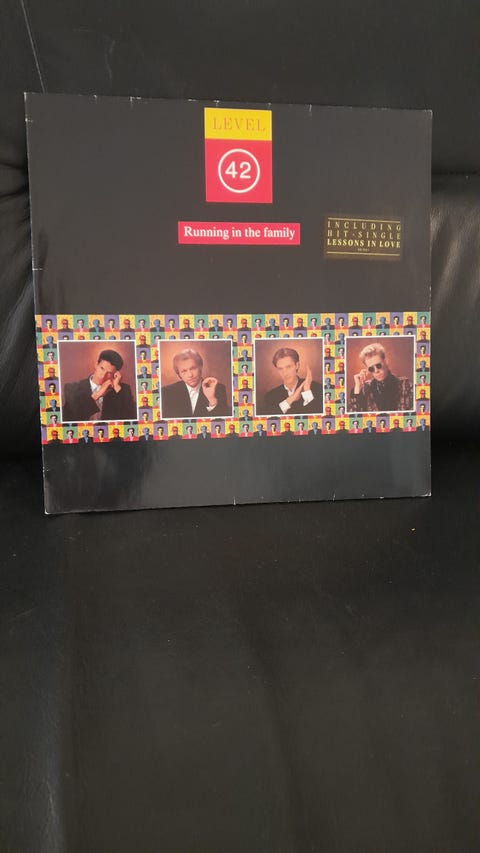 LEVEL
42
Running in the family
INCLUDING
HIT-SINGLE
LESSONS IN LOVE